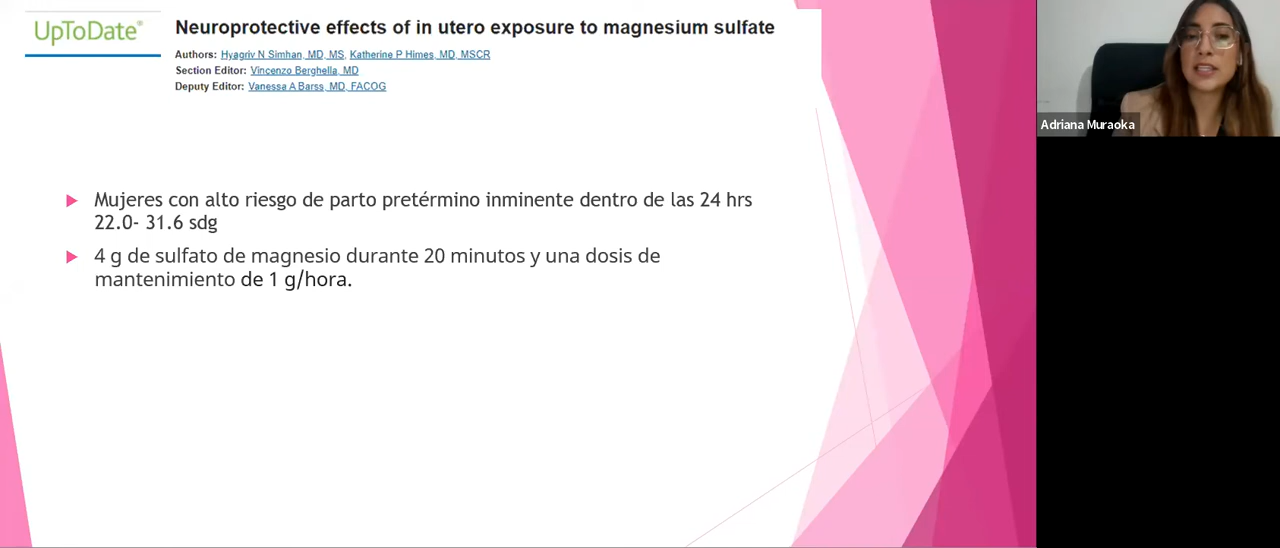 UpToDate®
Neuroprotective effects of in utero exposure to magnesium sulfate
Authors: Hyagriv N Simhan, MD, MS, Katherine P Himes, MD, MSCR
Section Editor: Vincenzo Berghella, MD
Deputy Editor: Vanessa A Barss, MD, FACOG
Adriana Muraoka
Mujeres con alto riesgo de parto pretérmino inminente dentro de las 24 hrs
22.0- 31.6 sdg
4 g de sulfato de magnesio durante 20 minutos y una dosis de
mantenimiento de 1 g/hora.